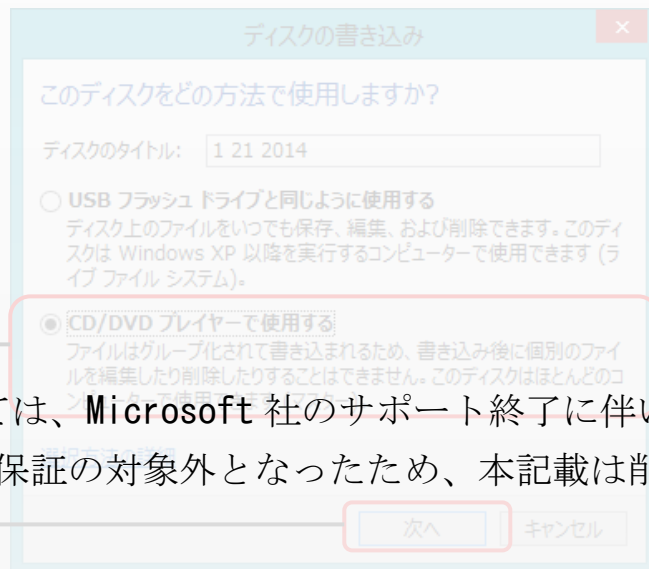 ディスクの書き込み
このディスクをどの方法で使用しますか?
ディスクのタイトル: 1 21 2014
USB フラッシュ ドライブと同じように使用する
ディスク上のファイルをいつでも保存、編集、および削除できます。このディ
スクは Windows XP 以降を実行するコンピューターで使用できます (ラ
イブ ファイル システム)。
CD/DVD プレイヤーで使用する
ファイルはグループ化されて書き込まれるため、書き込み後に個別のファイ
ルを編集したり削除したりすることはできません。このディスクはほとんどのコ
ては、Microsoft 社のサポート終了に伴い
保証の対象外となったため、本記載は削
次へ キャンセル